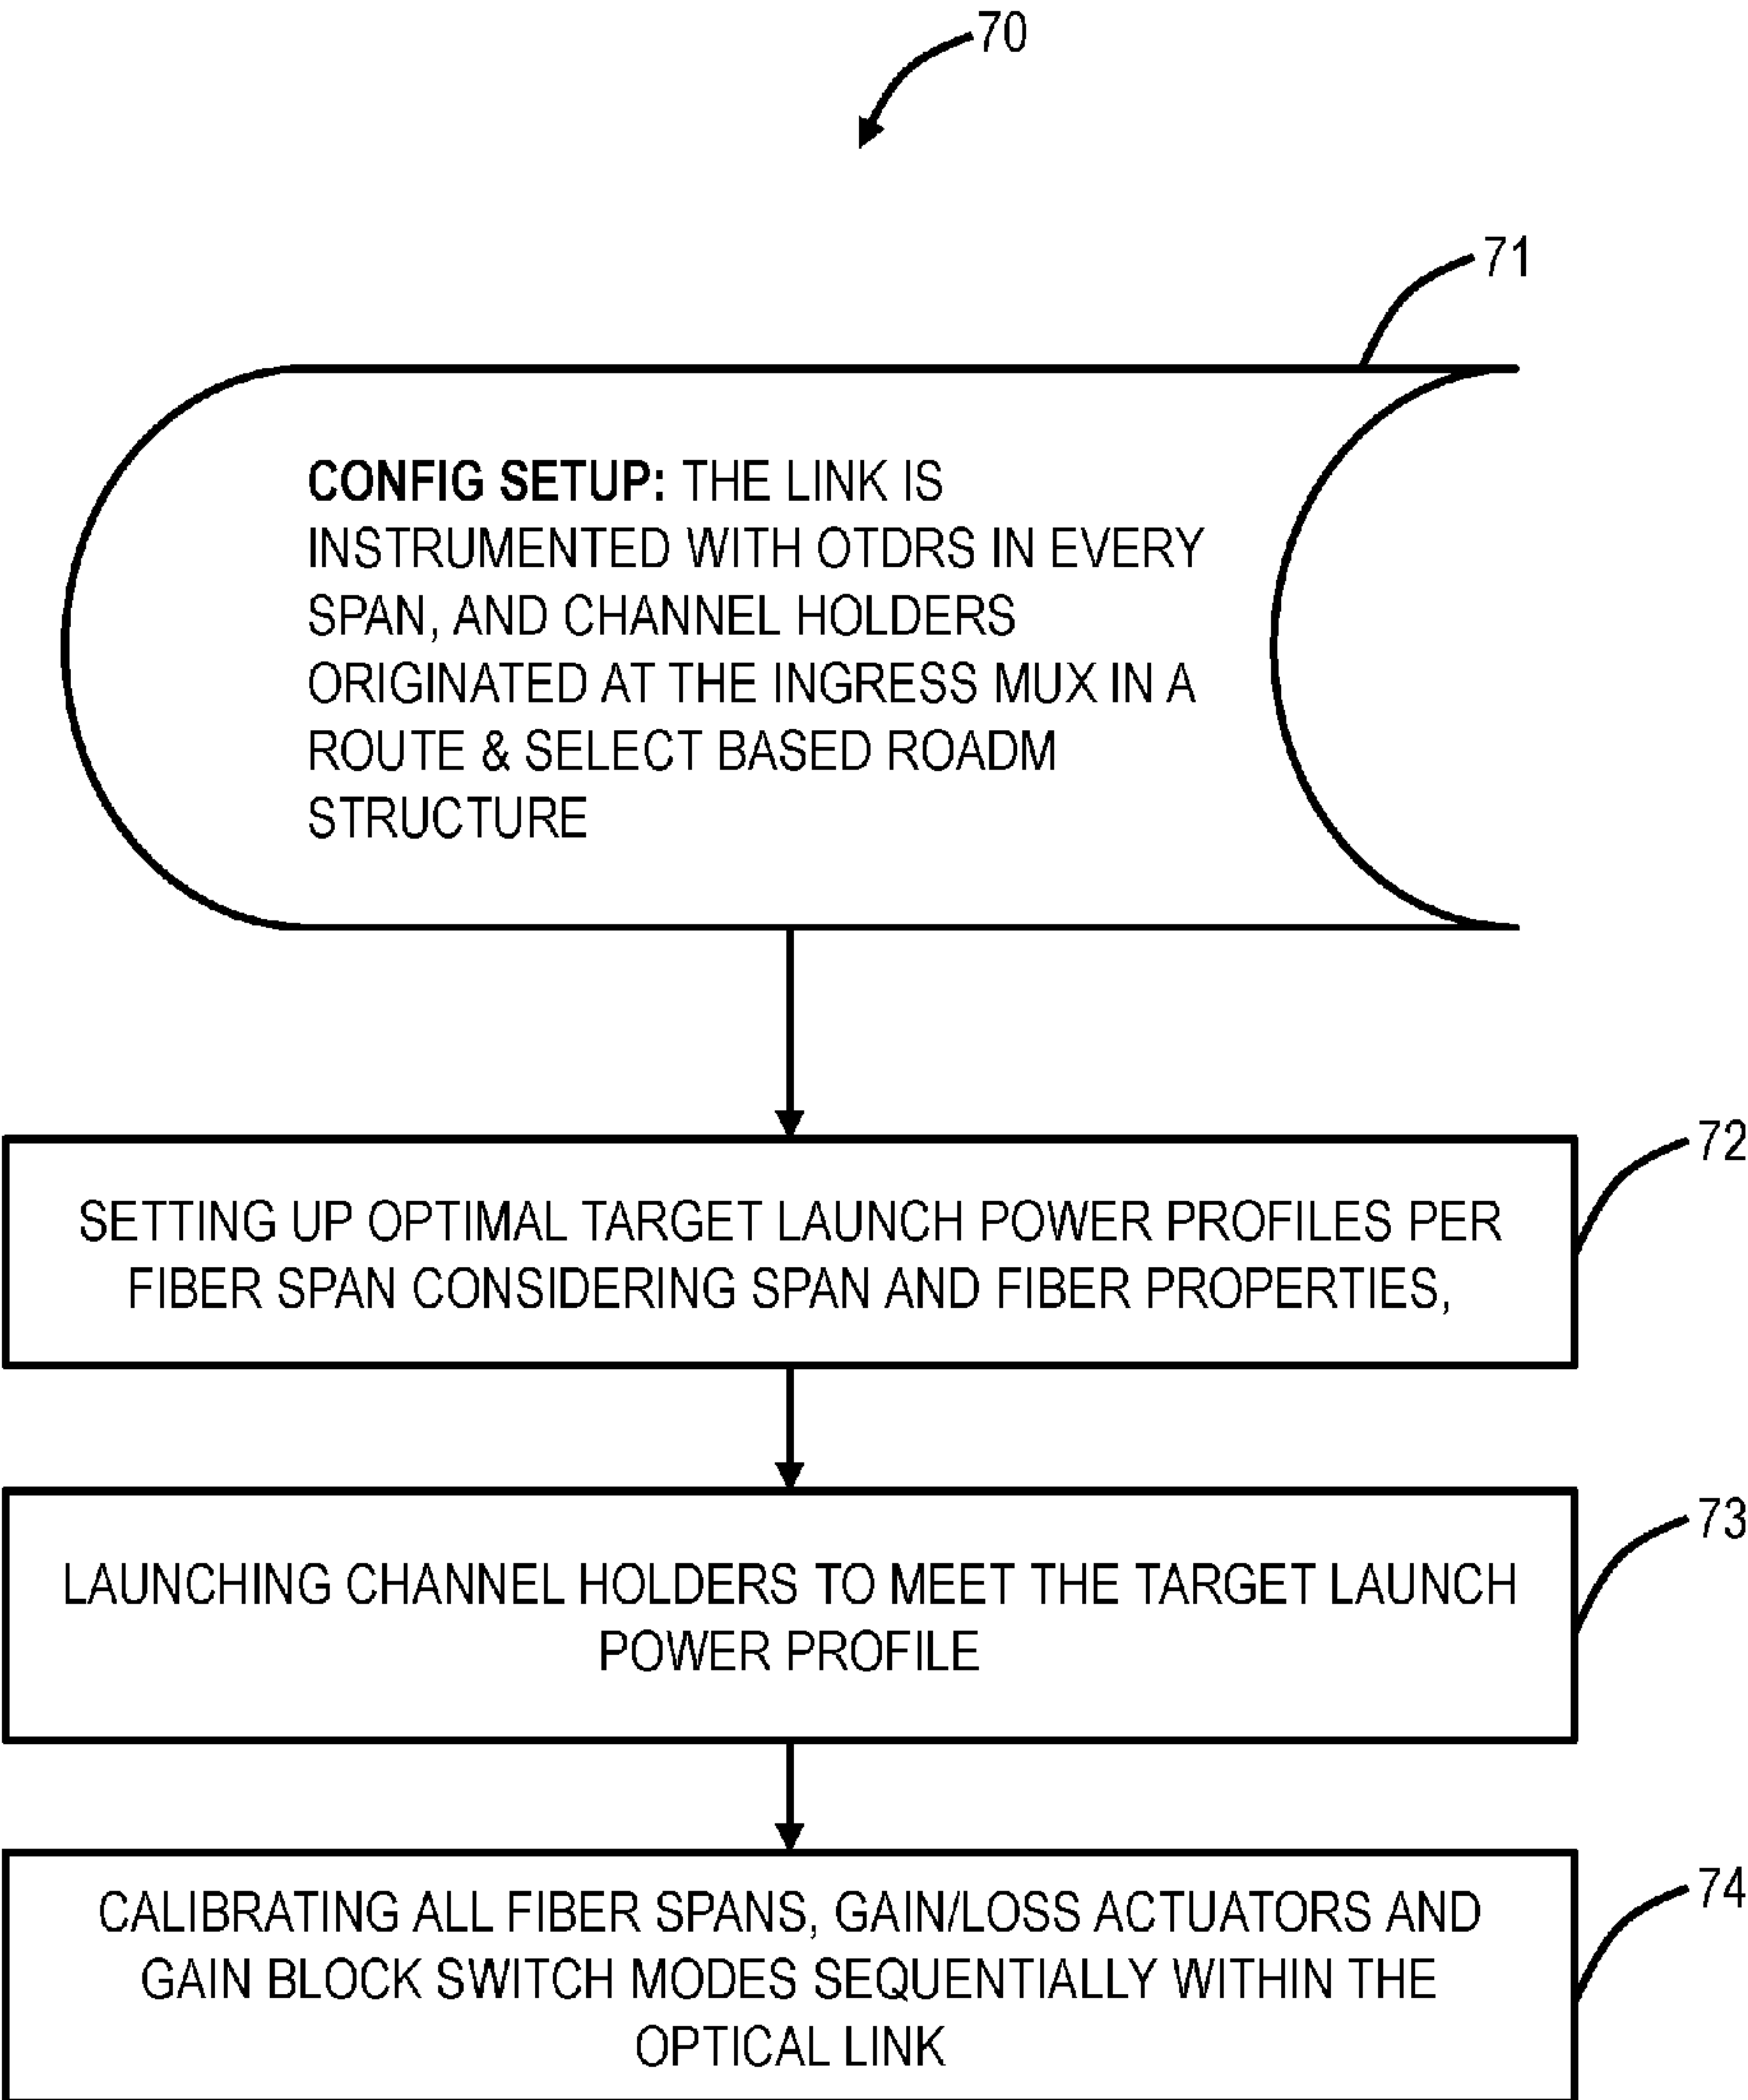 70
71
CONFIG SETUP: THE LINK IS
INSTRUMENTED WITH OTDRS IN EVERY
SPAN, AND CHANNEL HOLDERS
ORIGINATED AT THE INGRESS MUX IN A
ROUTE & SELECT BASED ROADM
STRUCTURE
72
SETTING UP OPTIMAL TARGET LAUNCH POWER PROFILES PER
FIBER SPAN CONSIDERING SPAN AND FIBER PROPERTIES,
73
LAUNCHING CHANNEL HOLDERS TO MEET THE TARGET LAUNCH
POWER PROFILE
74
CALIBRATING ALL FIBER SPANS, GAIN/LOSS ACTUATORS AND
GAIN BLOCK SWITCH MODES SEQUENTIALLY WITHIN THE
OPTICAL LINK